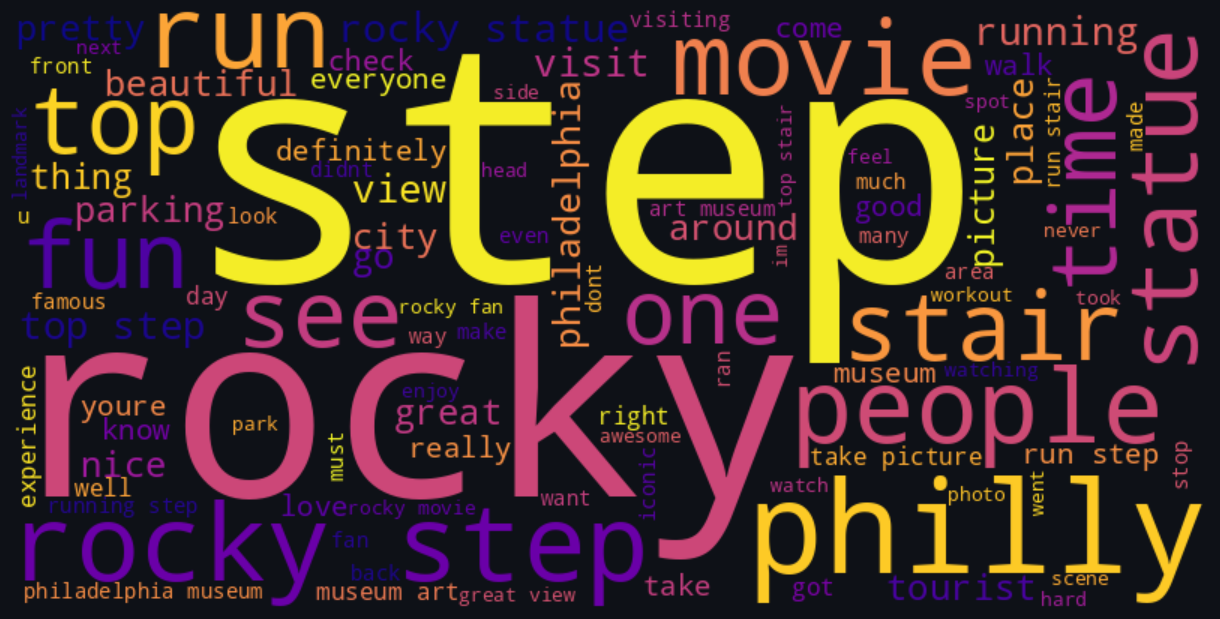 pretty
next
run
rocky statue
visiting
come
running
front
beautiful
check
everyone
visit
movie
walk
statue
landmark
top
step
side
philadelphia
top stair
spot
place
run stair
time
made
thing
definitely
didnt
view
head
feel
much
good
many
picture
u
parking
look
city
go
even
art museum
around
im
never
fun
area
famous
day
see
rocky fan
dont
one
workout
took
top step
way
make
stair
rocky
ran
museum
watching
people
experience
youre
know
park
enjoy
great
right
awesome
really
must
nice
well
take picture
run step
stop
running step
love
rocky movie
want
iconic
watch
photo
went
philly
rocky step
fan
back
philadelphia museum
museum art
great view
take
got
tourist
scene
hard